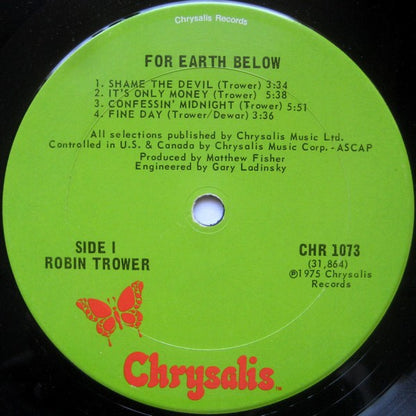 Chrysalis Records
FOR EARTH BELOW
1. SHAME THE DEVIL (Trower) 3:34
2. IT'S ONLY MONEY (Trower) 5:38
3. CONFESSIN' MIDNIGHT (Trower) 5:51
4. FINE DAY (Trower/Dewar) 3:36
All selections published by Chrysalis Music Ltd.
Controlled in U.S. & Canada by Chrysalis Music Corp. - ASCAP
Produced by Matthew Fisher
Engineered by Gary Ladinsky
SIDE I
ROBIN TROWER
CHR 1073
(31,864)
℗1975 Chrysalis
Records
Chrysalis™